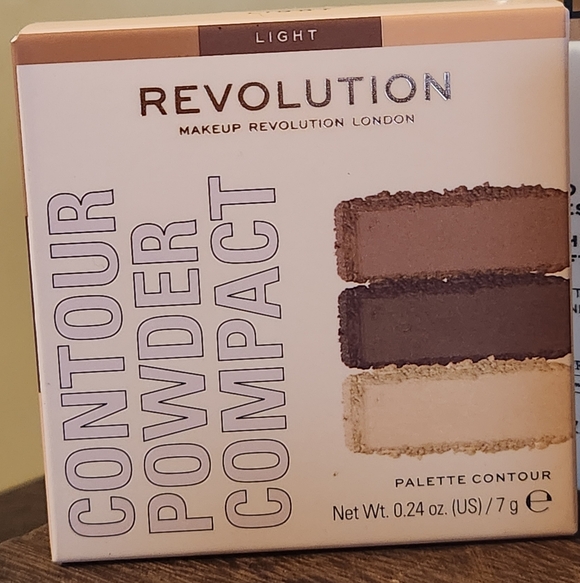 LIGHT
REVOLUTION
MAKEUP REVOLUTION LONDON
CONTOUR
POWDER
COMPACT
PALETTE CONTOUR
Net Wt. 0.24 oz. (US) / 7 g ℮